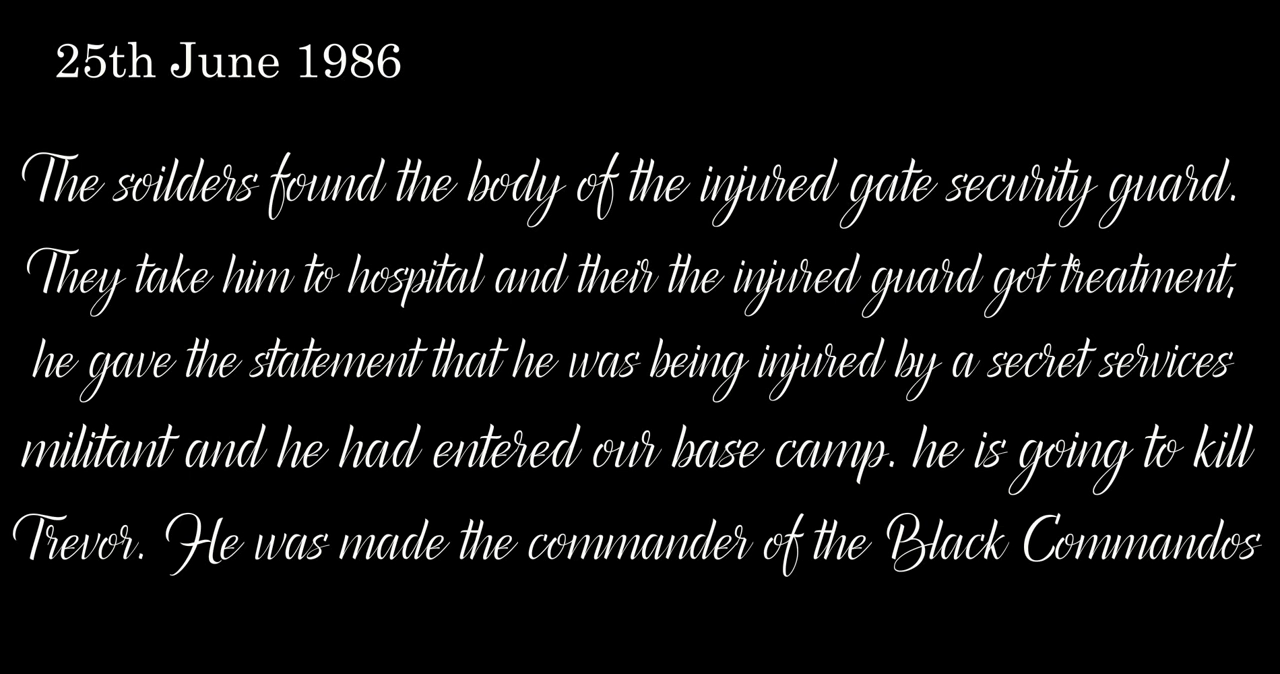 25th June 1986
The soilders found the body of the injured gate security guard.
They take him to hospital and their the injured guard got treatment,
he gave the statement that he was being injured by a secret services
militant and he had entered our base camp. he is going to kill
Trevor. He was made the commander of the Black Commandos